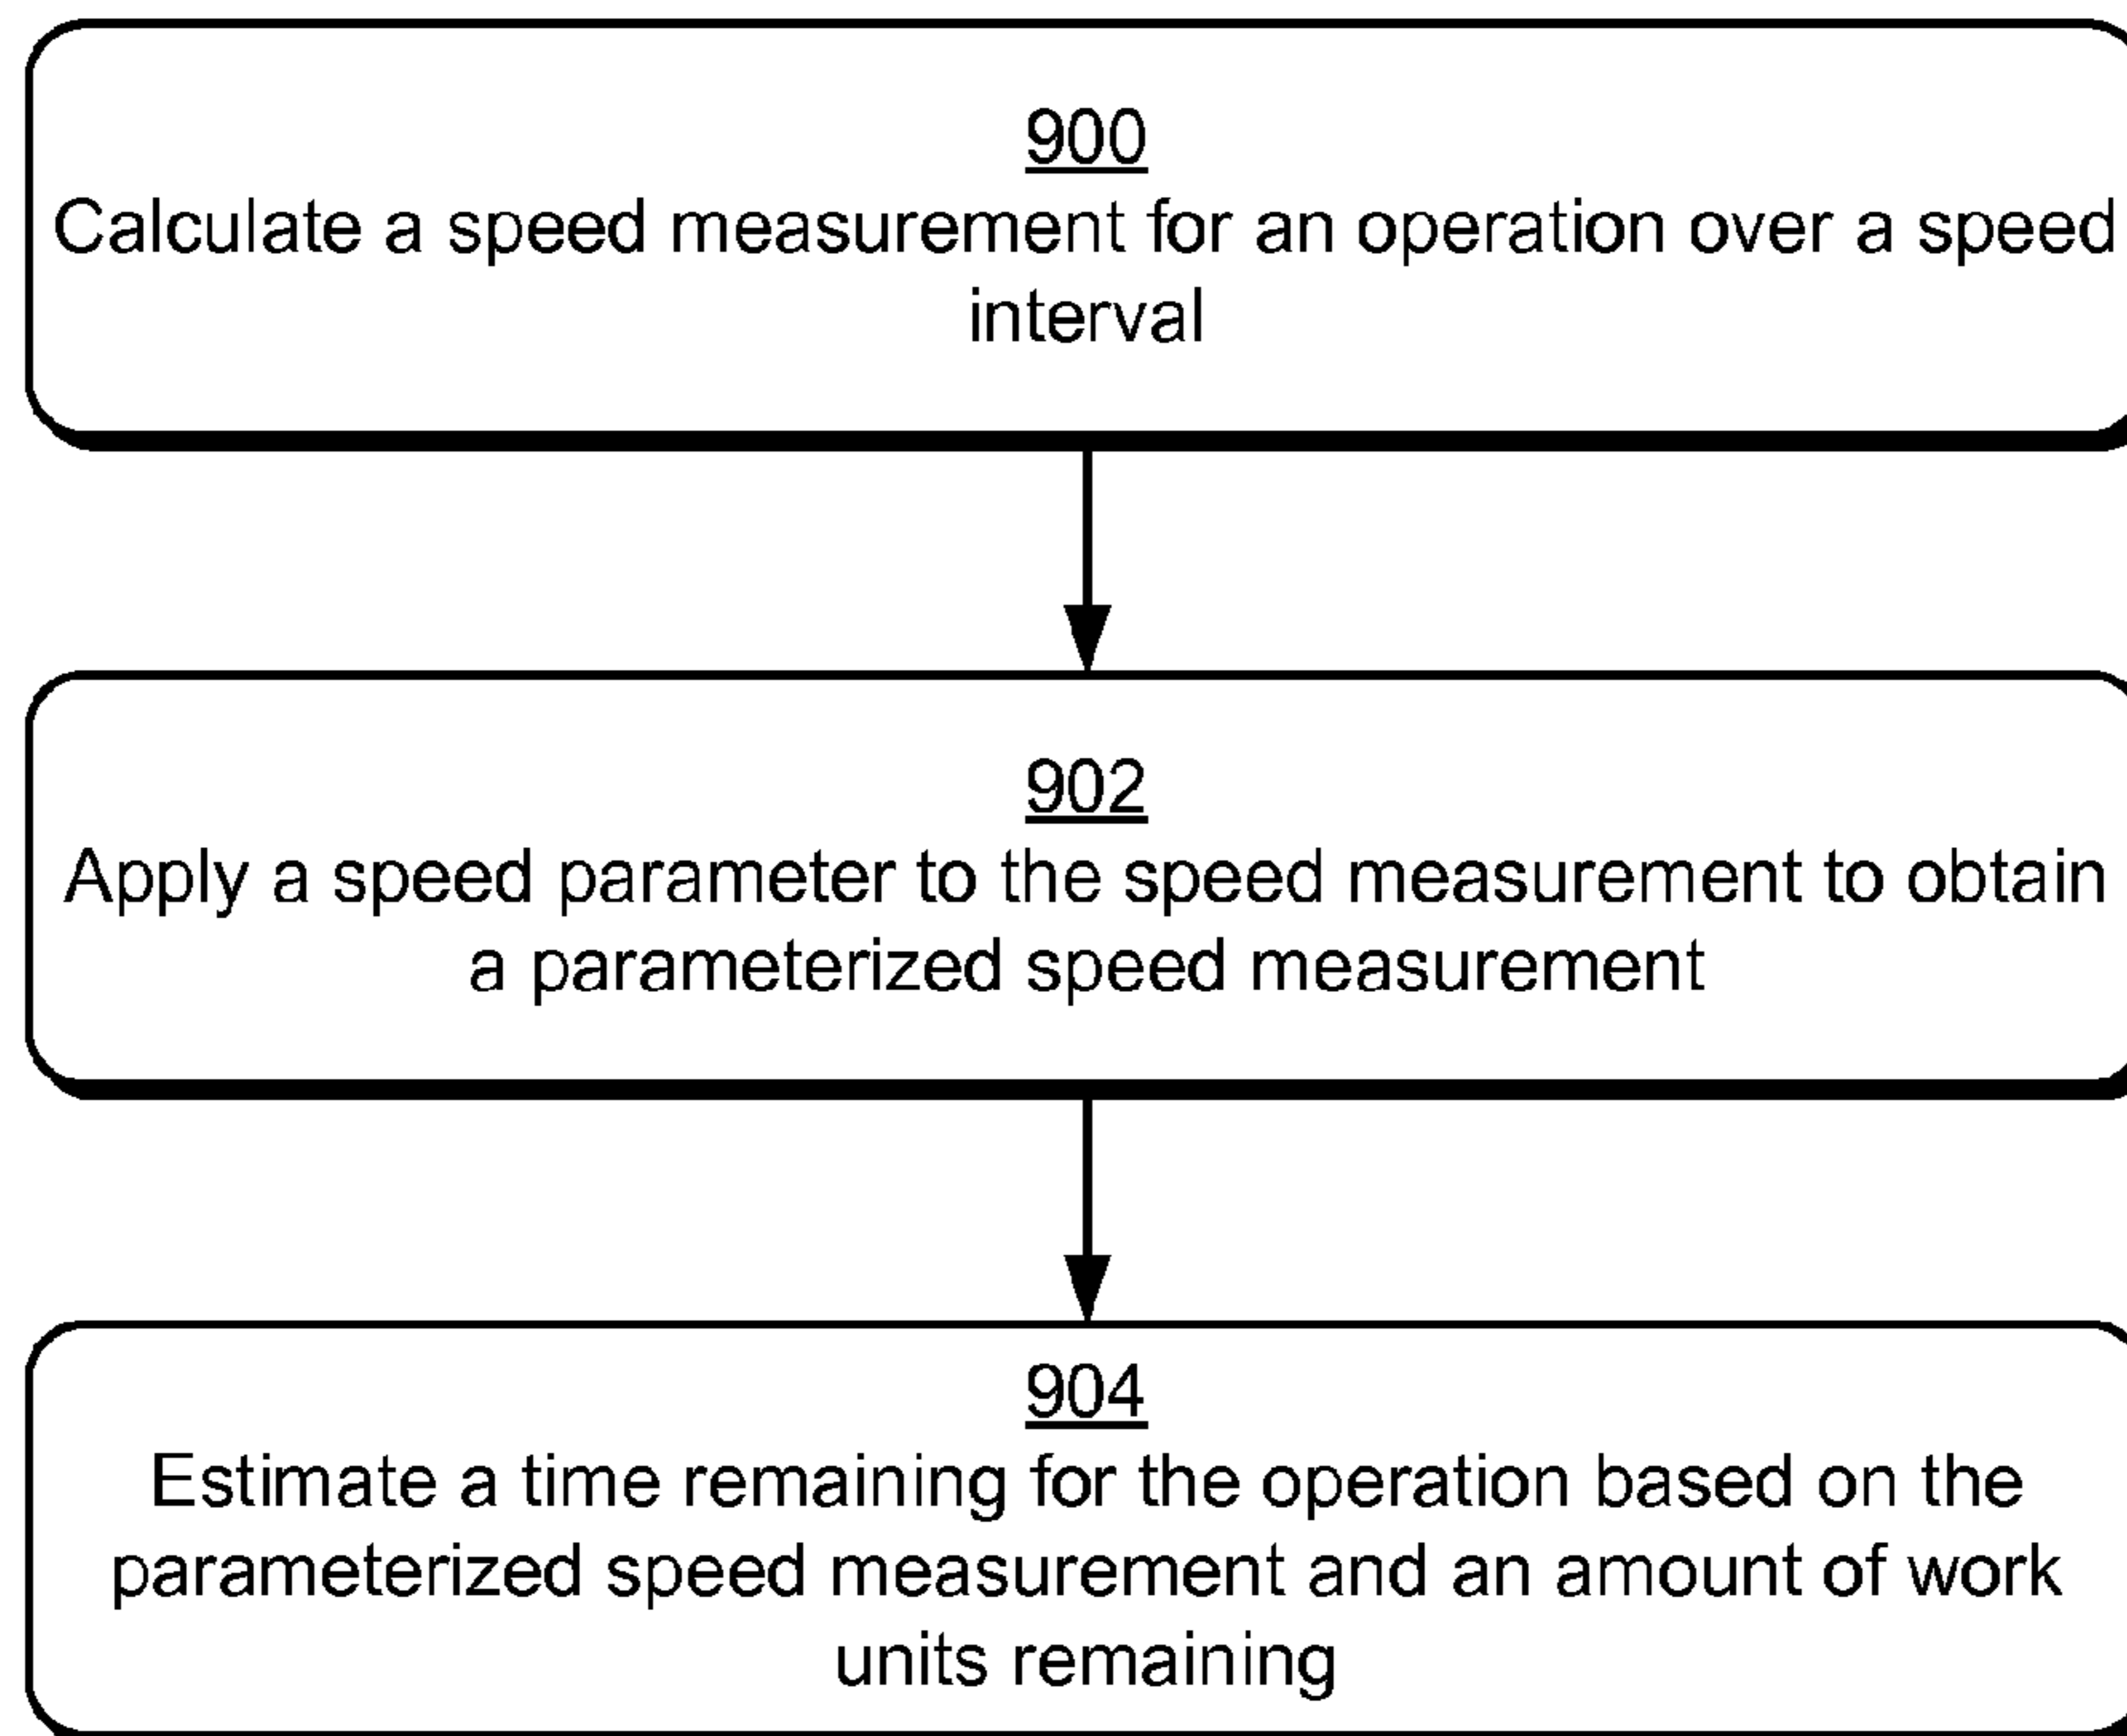 900
Calculate a speed measurement for an operation over a speed
interval
902
Apply a speed parameter to the speed measurement to obtain
a parameterized speed measurement
904
Estimate a time remaining for the operation based on the
parameterized speed measurement and an amount of work
units remaining